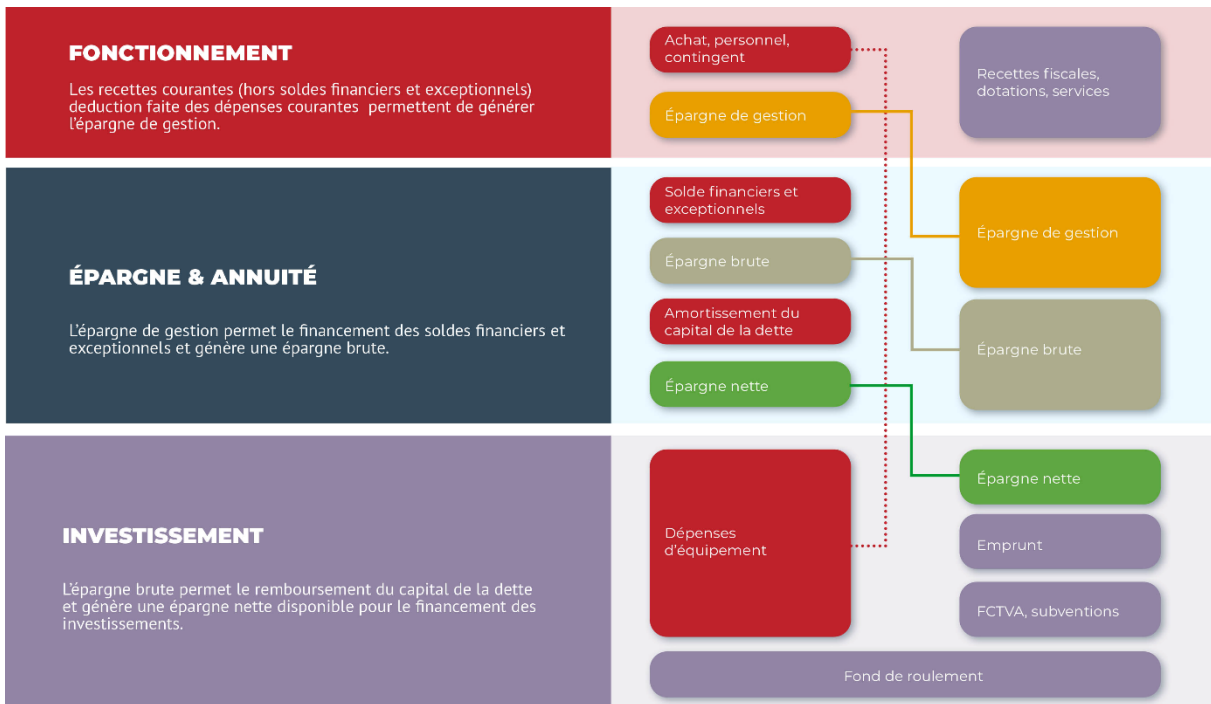 FONCTIONNEMENT
Les recettes courantes (hors soldes financiers et exceptionnels)
deduction faite des dépenses courantes permettent de générer
l'épargne de gestion.
Achat, personnel,
contingent
Épargne de gestion
Recettes fiscales,
dotations, services
ÉPARGNE & ANNUITÉ
L'épargne de gestion permet le financement des soldes financiers et
exceptionnels et génère une épargne brute.
Solde financiers et
exceptionnels
Épargne brute
Amortissement du
capital de la dette
Épargne nette
Épargne de gestion
Épargne brute
INVESTISSEMENT
L'épargne brute permet le remboursement du capital de la dette
et génère une épargne nette disponible pour le financement des
investissements.
Dépenses
d'équipement
Épargne nette
Emprunt
FCTVA, subventions
Fond de roulement